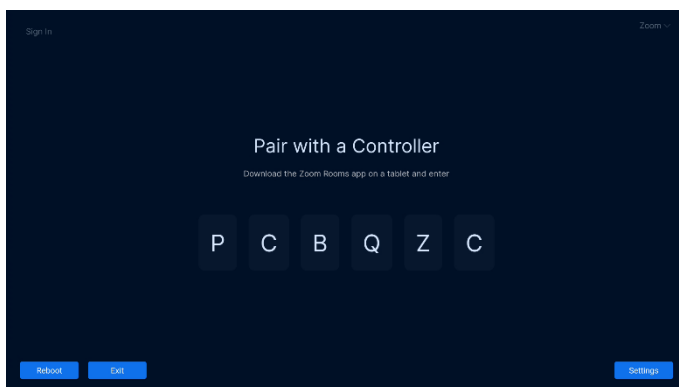 Sign In
Zoom
Pair with a Controller
Download the Zoom Rooms app on a tablet and enter
P C B Q Z C
Reboot Exit Settings